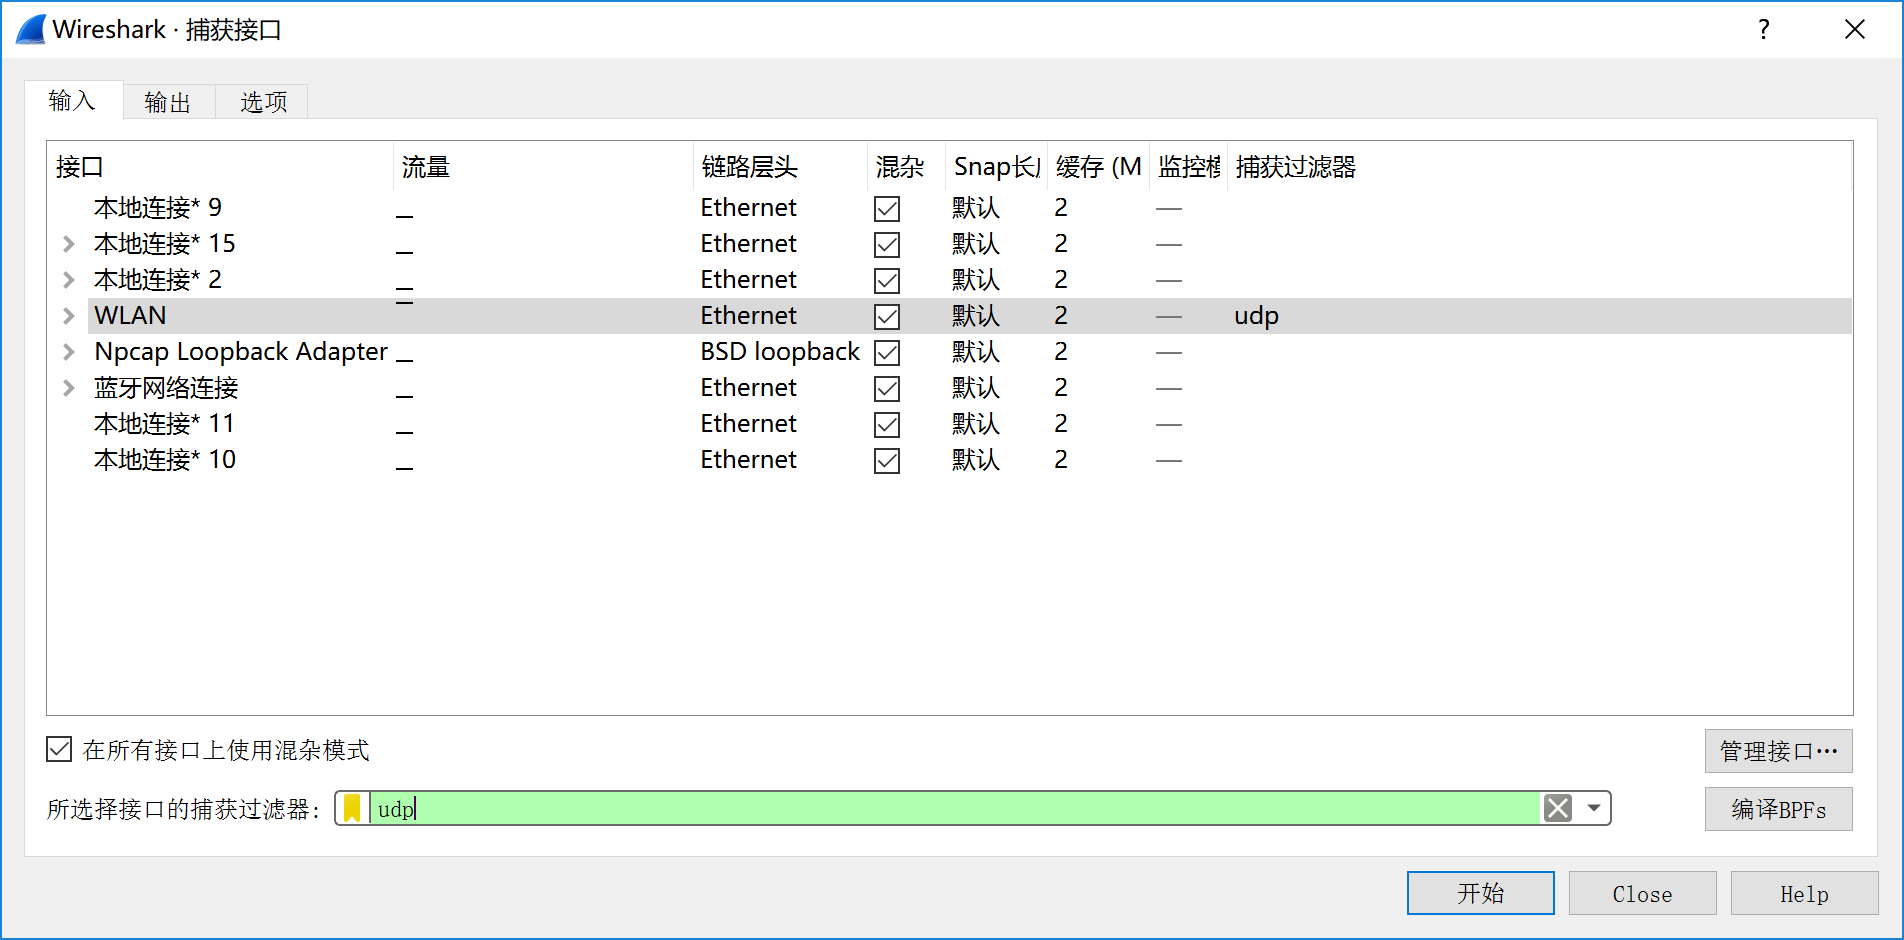 Wireshark · 捕获接口
输入 输出 选项
接口 流量 链路层头 混杂 Snap长 缓存 (M 监控 捕获过滤器
本地连接* 9 Ethernet 默认 2 —
本地连接* 15 Ethernet 默认 2 —
本地连接* 2 Ethernet 默认 2 —
WLAN Ethernet 默认 2 — udp
Npcap Loopback Adapter BSD loopback 默认 2 —
蓝牙网络连接 Ethernet 默认 2 —
本地连接* 11 Ethernet 默认 2 —
本地连接* 10 Ethernet 默认 2 —
在所有接口上使用混杂模式 管理接口…
所选择接口的捕获过滤器: udp 编译BPFs
开始 Close Help